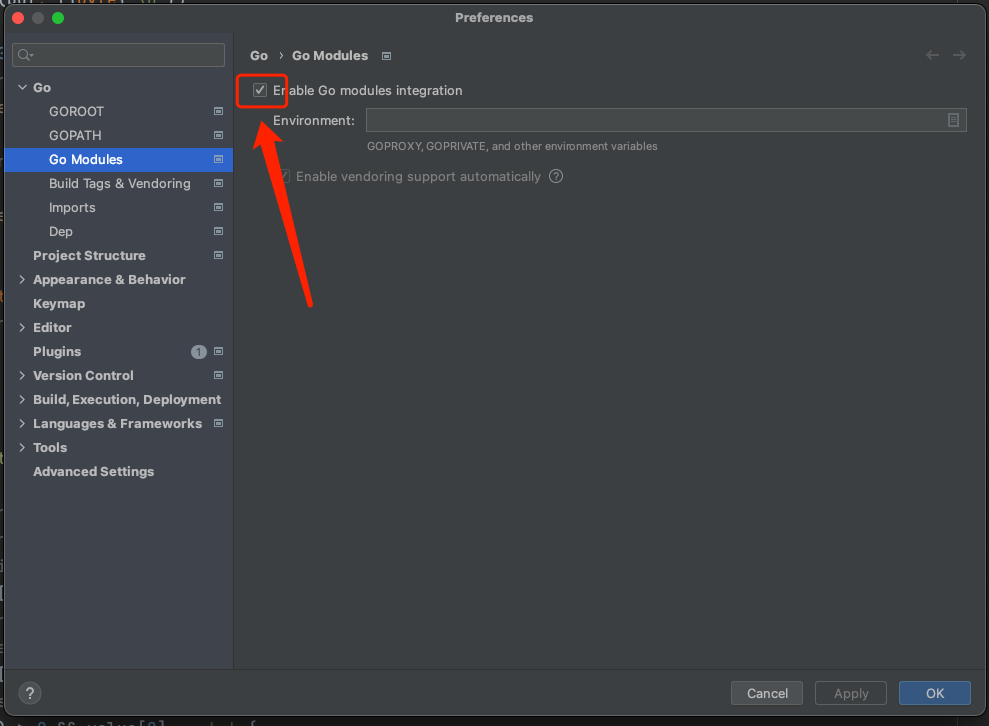 Preferences
Go › Go Modules
Go
GOROOT
GOPATH
Go Modules
Build Tags & Vendoring
Imports
Dep
Project Structure
Appearance & Behavior
Keymap
Editor
Plugins 1
Version Control
Build, Execution, Deployment
Languages & Frameworks
Tools
Advanced Settings
Enable Go modules integration
Environment:
GOPROXY, GOPRIVATE, and other environment variables
Enable vendoring support automatically ?
? Cancel Apply OK